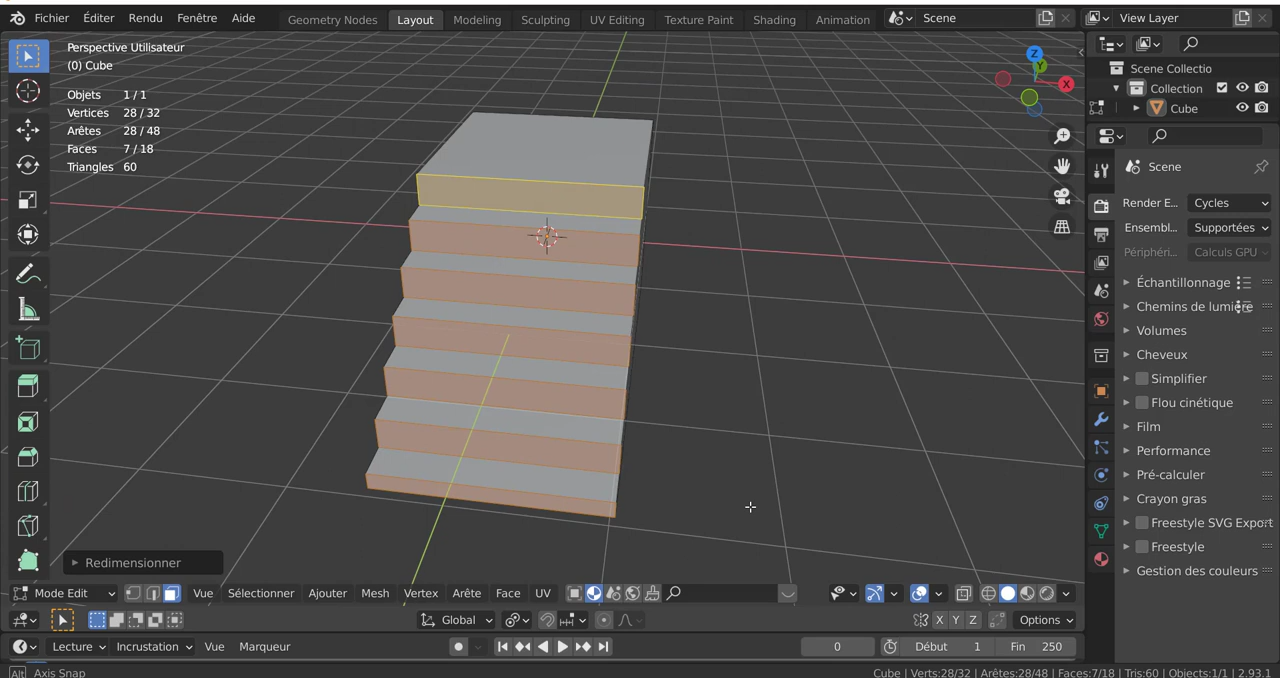 Fichier Éditer Rendu Fenêtre Aide Geometry Nodes Layout Modeling Sculpting UV Editing Texture Paint Shading Animation Scene View Layer
Perspective Utilisateur
(0) Cube
Objets 1 / 1
Vertices 28 / 32
Arêtes 28 / 48
Faces 7 / 18
Triangles 60
Z
Y
X
Scene Collectio
Collection
Cube
Scene
Render E... Cycles
Ensembl... Supportées
Périphéri... Calculs GPU
Échantillonnage
Chemins de lumière
Volumes
Cheveux
Simplifier
Flou cinétique
Film
Performance
Pré-calculer
Crayon gras
Freestyle SVG Export
Freestyle
Gestion des couleurs
Redimensionner
Mode Edit Vue Sélectionner Ajouter Mesh Vertex Arête Face UV
Global X Y Z Options
Lecture Incrustation Vue Marqueur 0 Début 1 Fin 250
Alt Axis Snap Cube | Verts:28/32 | Arêtes:28/48 | Faces:7/18 | Tris:60 | Objects:1/1 | 2.93.1